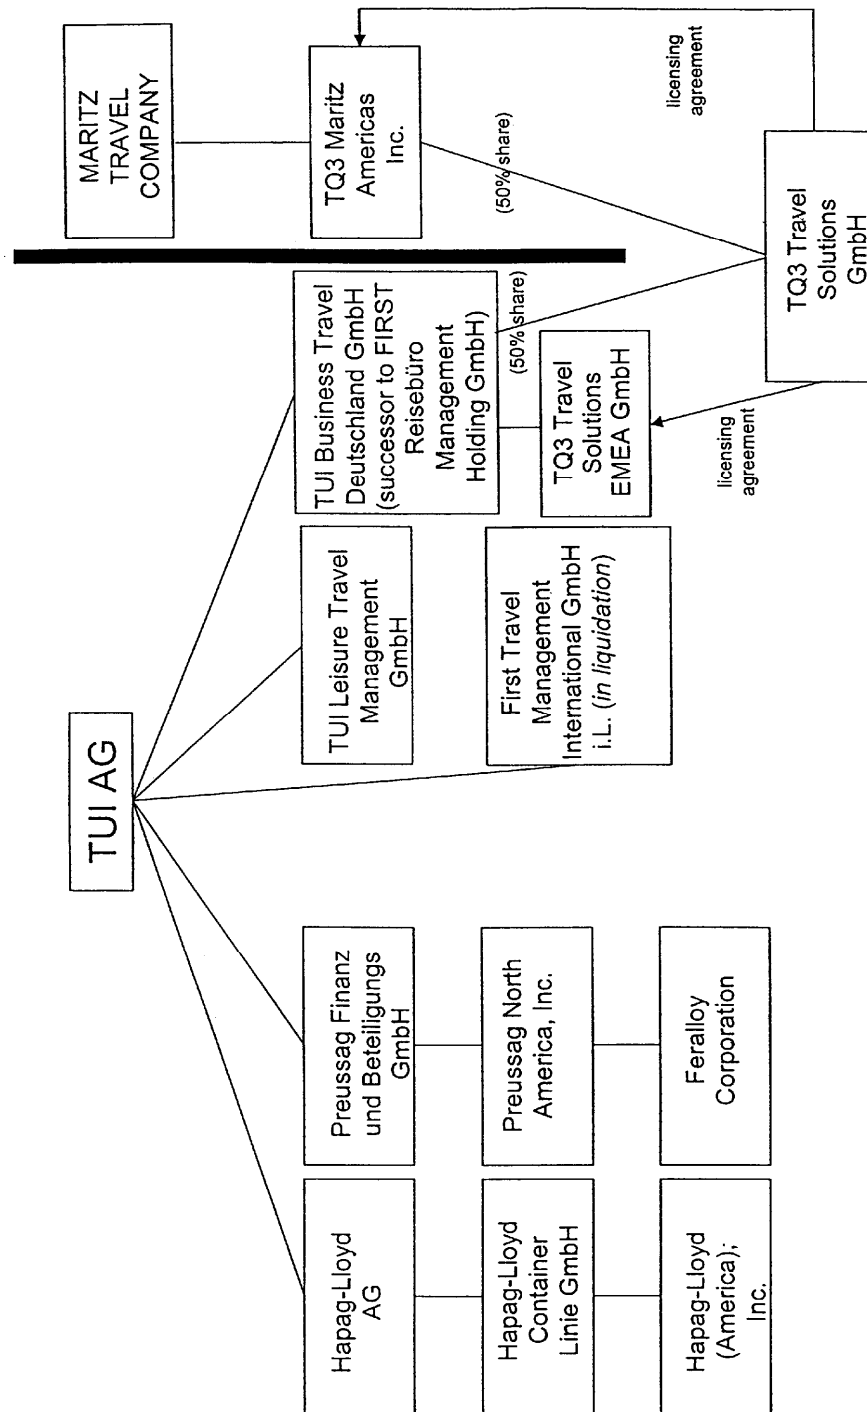 TUI AG
Hapag-Lloyd
AG
Hapag-Lloyd
Container
Linie GmbH
Hapag-Lloyd
(America);
Inc.
Preussag Finanz
und Beteiligungs
GmbH
Preussag North
America, Inc.
Feralloy
Corporation
First Travel
Management
International GmbH
i.L. (in liquidation)
TUI Leisure Travel
Management
GmbH
TUI Business Travel
Deutschland GmbH
(successor to FIRST
Reisebüro
Management
Holding GmbH)
(50% share)
TQ3 Travel
Solutions
EMEA GmbH
licensing
agreement
MARITZ
TRAVEL
COMPANY
TQ3 Maritz
Americas
Inc.
(50% share)
licensing
agreement
TQ3 Travel
Solutions
GmbH